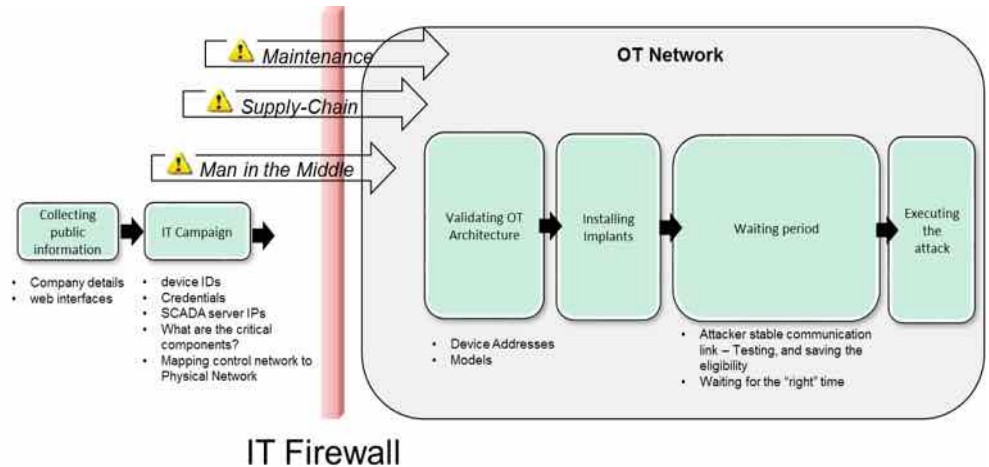 Maintenance
Supply-Chain
Man in the Middle
OT Network
Collecting
public
information
IT Campaign
• Company details
• web interfaces
• device IDs
• Credentials
• SCADA server IPs
• What are the critical
components?
• Mapping control network to
Physical Network
Validating OT
Architecture
Installing
Implants
Waiting period
Executing
the
attack
• Device Addresses
• Models
• Attacker stable communication
link – Testing, and saving the
eligibility
• Waiting for the "right" time
IT Firewall